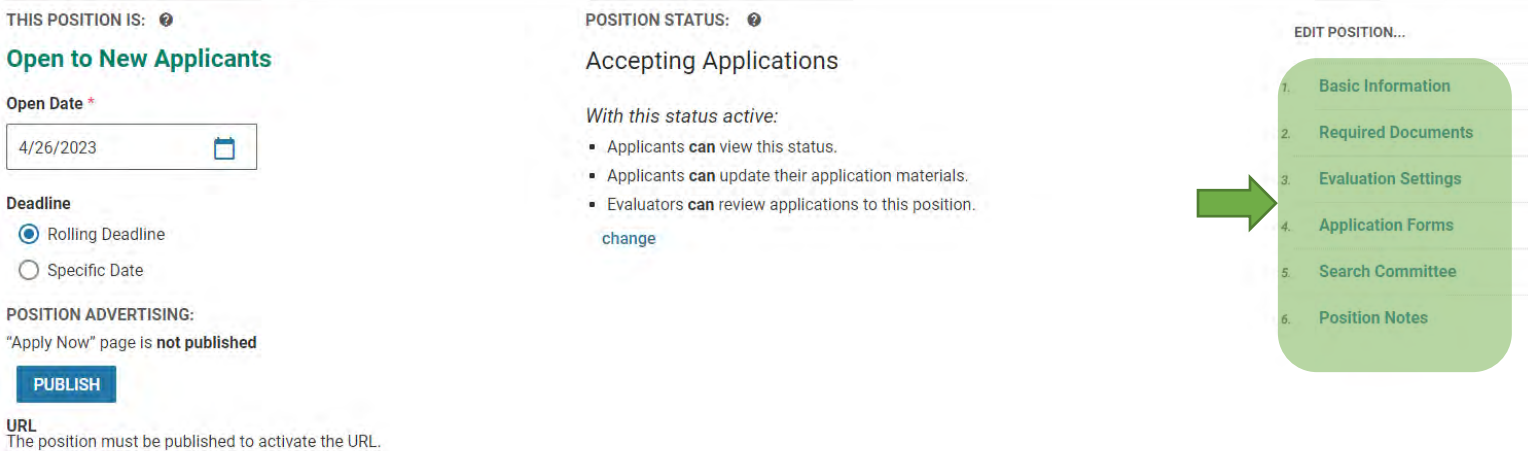 THIS POSITION IS: ?
Open to New Applicants
Open Date *
4/26/2023
Deadline
Rolling Deadline
Specific Date
POSITION ADVERTISING:
“Apply Now” page is not published
PUBLISH
URL
The position must be published to activate the URL.
POSITION STATUS: ?
Accepting Applications
With this status active:
▪ Applicants can view this status.
▪ Applicants can update their application materials.
▪ Evaluators can review applications to this position.
change
EDIT POSITION...
1. Basic Information
2. Required Documents
3. Evaluation Settings
4. Application Forms
5. Search Committee
6. Position Notes